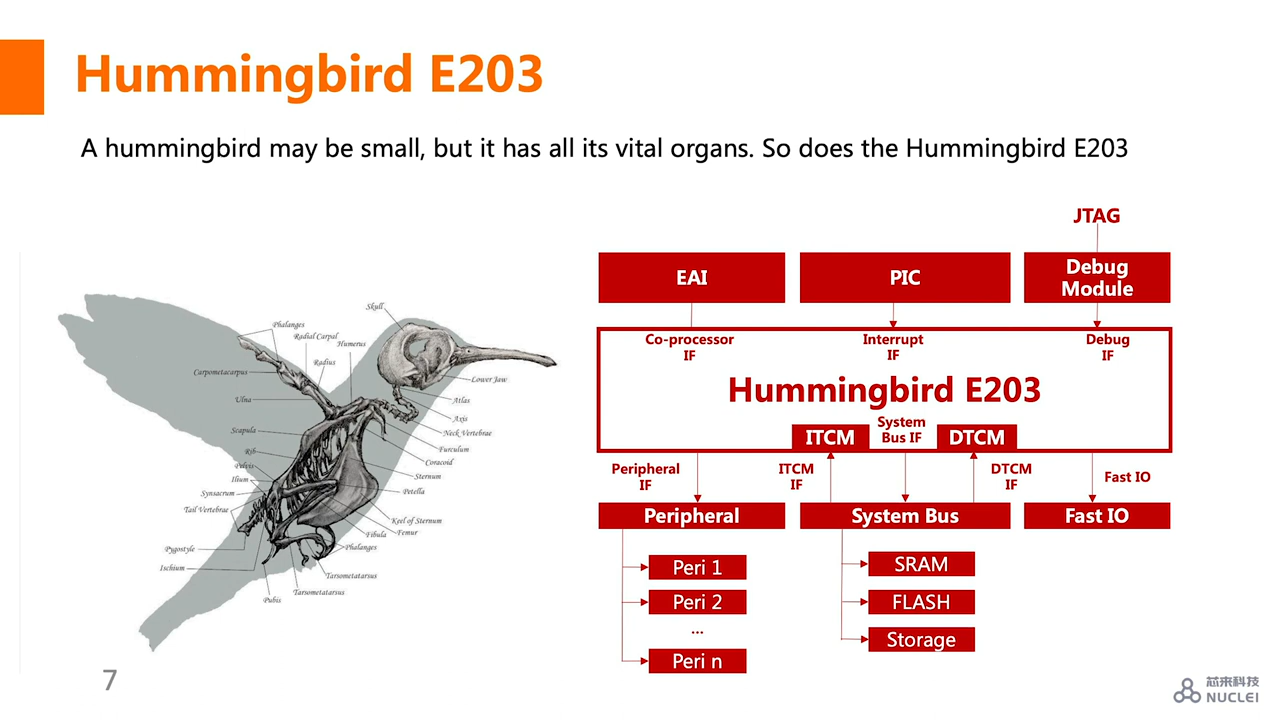 Hummingbird E203
A hummingbird may be small, but it has all its vital organs. So does the Hummingbird E203
Skull
Phalanges
Radial Carpal
Humerus
Radius
Carpometacarpus
Lower Jaw
Ulna
Atlas
Axis
Scapula
Neck Vertebrae
Furculum
Rib
Coracoid
Pelvis
Sternum
Ilium
Synsacrum
Patella
Tail Vertebrae
Keel of Sternum
Femur
Fibula
Pygostyle
Phalanges
Ischium
Tarsometatarsus
Tarsometatarsus
Pubis
JTAG
EAI
PIC
Debug
Module
Co-processor
IF
Interrupt
IF
Debug
IF
Hummingbird E203
ITCM
System
Bus IF
DTCM
Peripheral
IF
ITCM
IF
DTCM
IF
Fast IO
Peripheral
System Bus
Fast IO
Peri 1
Peri 2
...
Peri n
SRAM
FLASH
Storage
7
芯来科技
NUCLEI